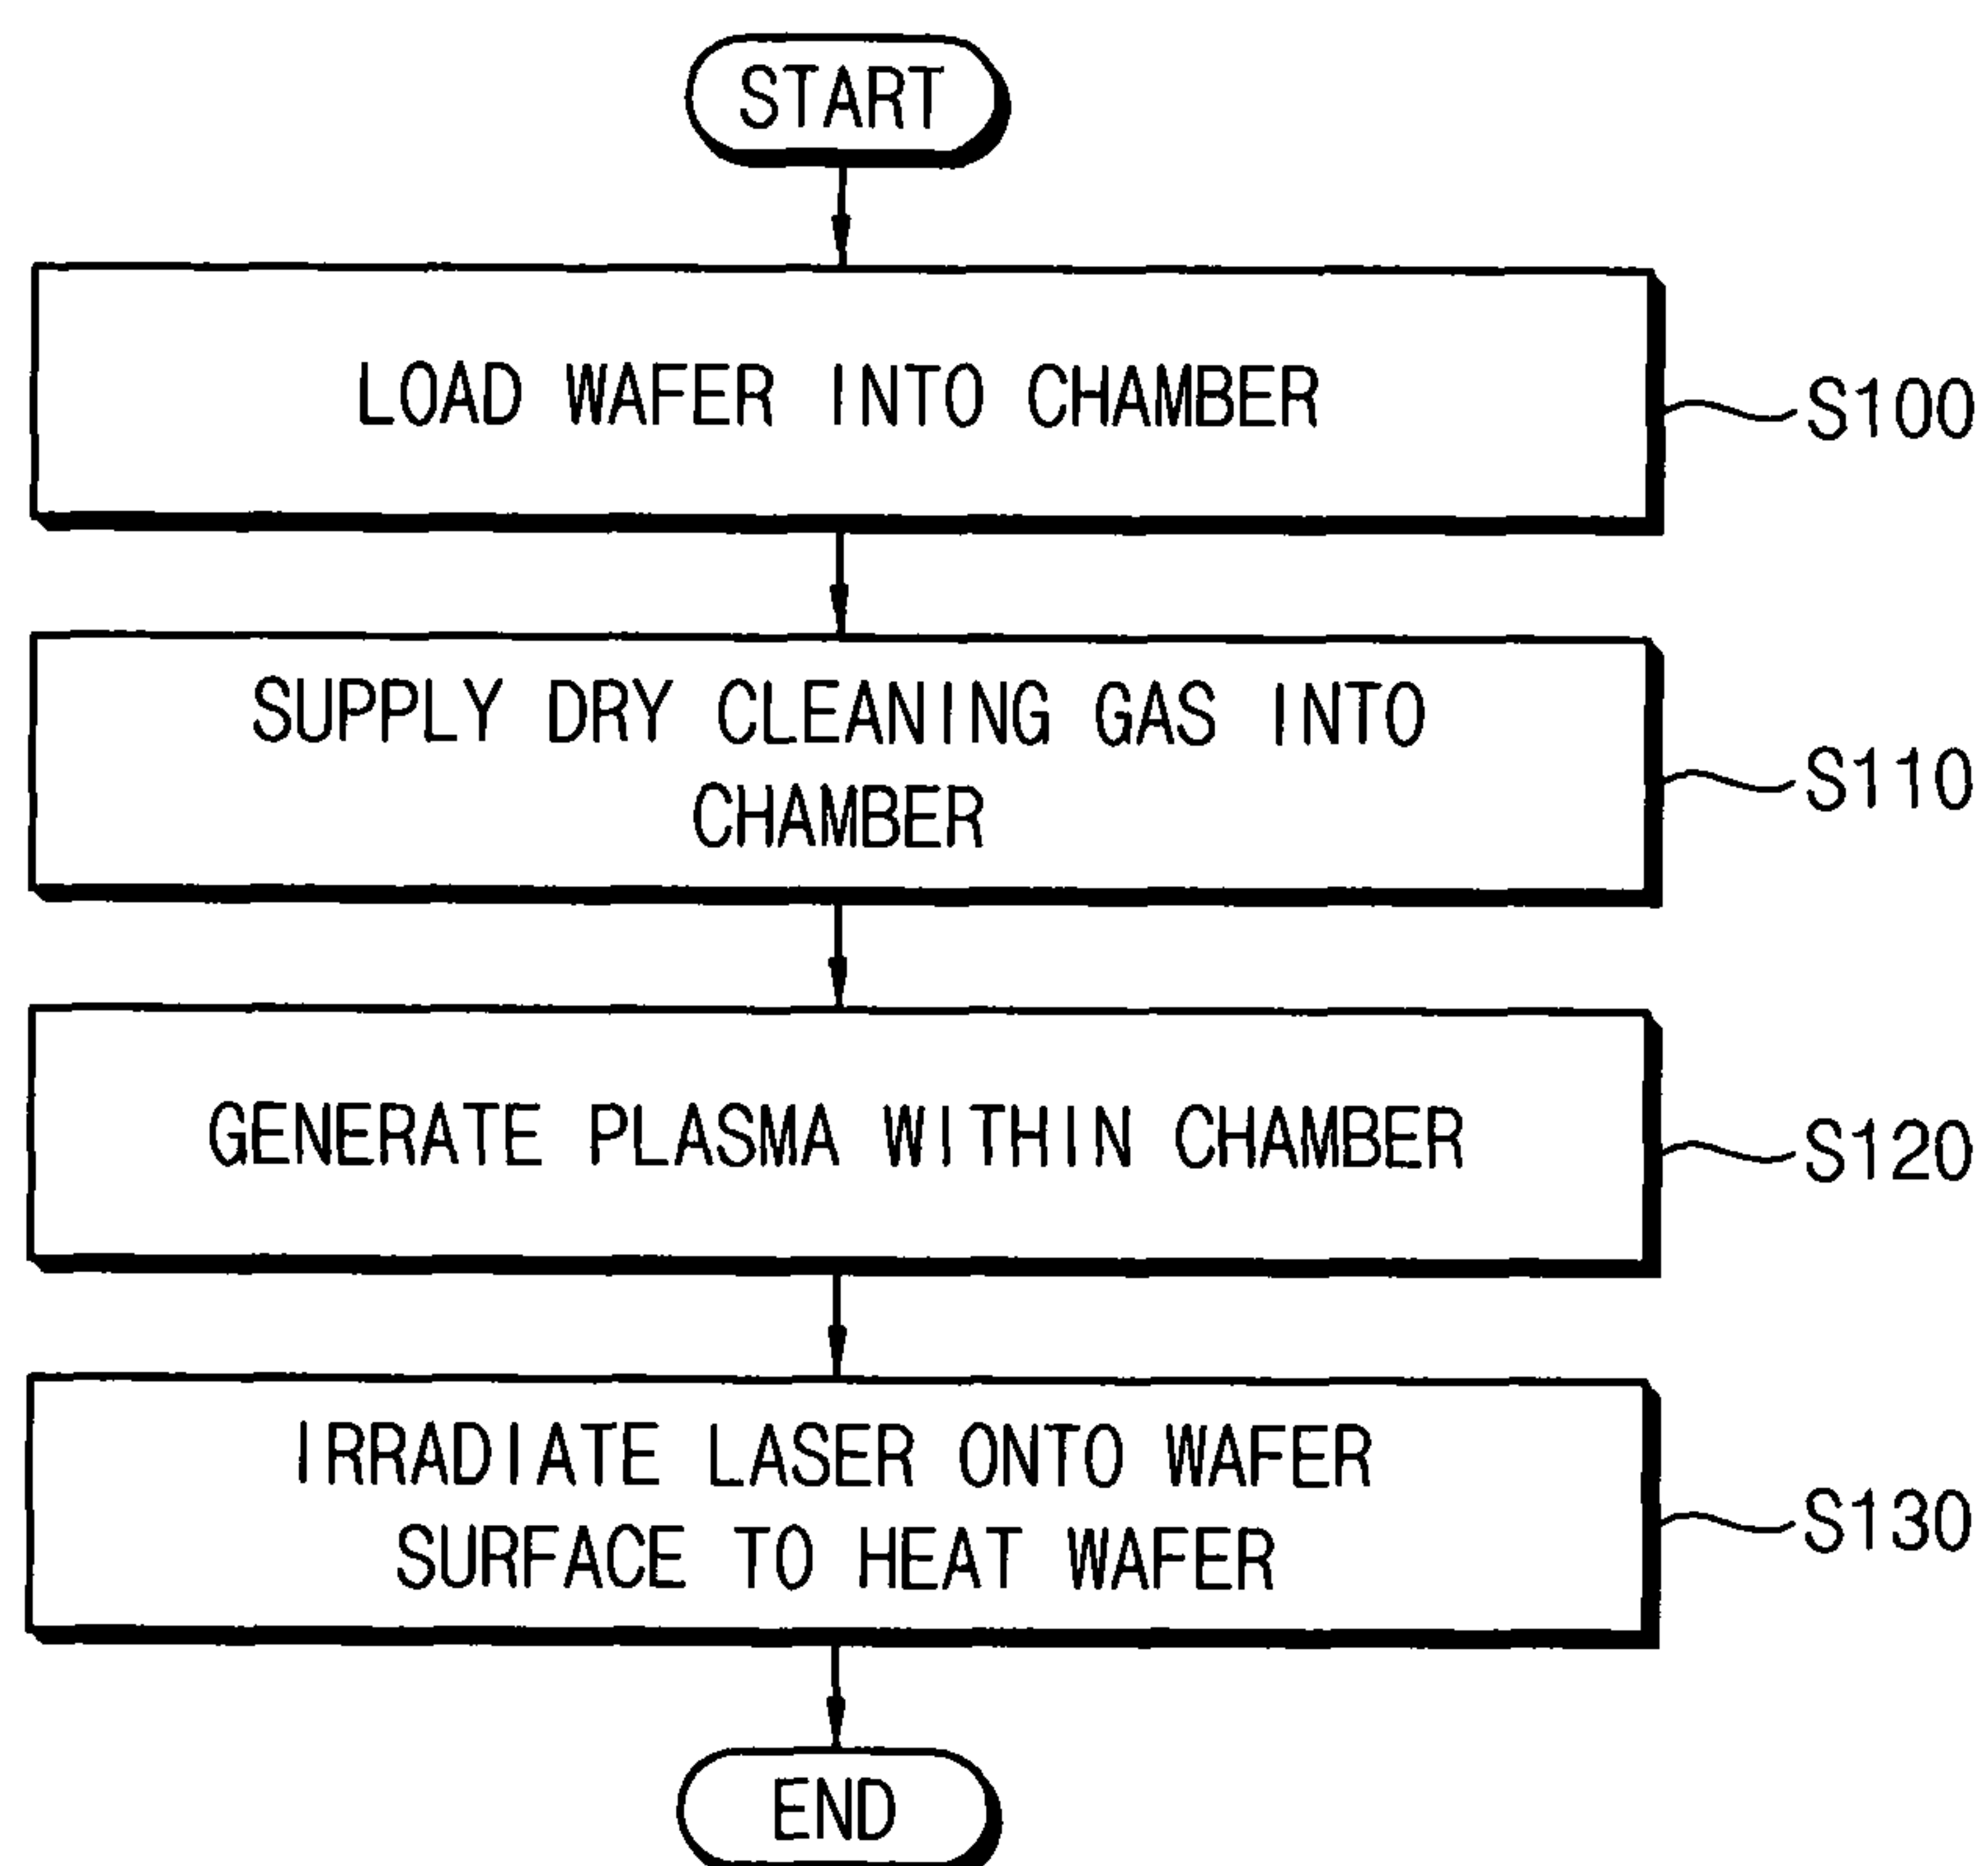 START
LOAD WAFER INTO CHAMBER
S100
SUPPLY DRY CLEANING GAS INTO
CHAMBER
S110
GENERATE PLASMA WITHIN CHAMBER
S120
IRRADIATE LASER ONTO WAFER
SURFACE TO HEAT WAFER
S130
END